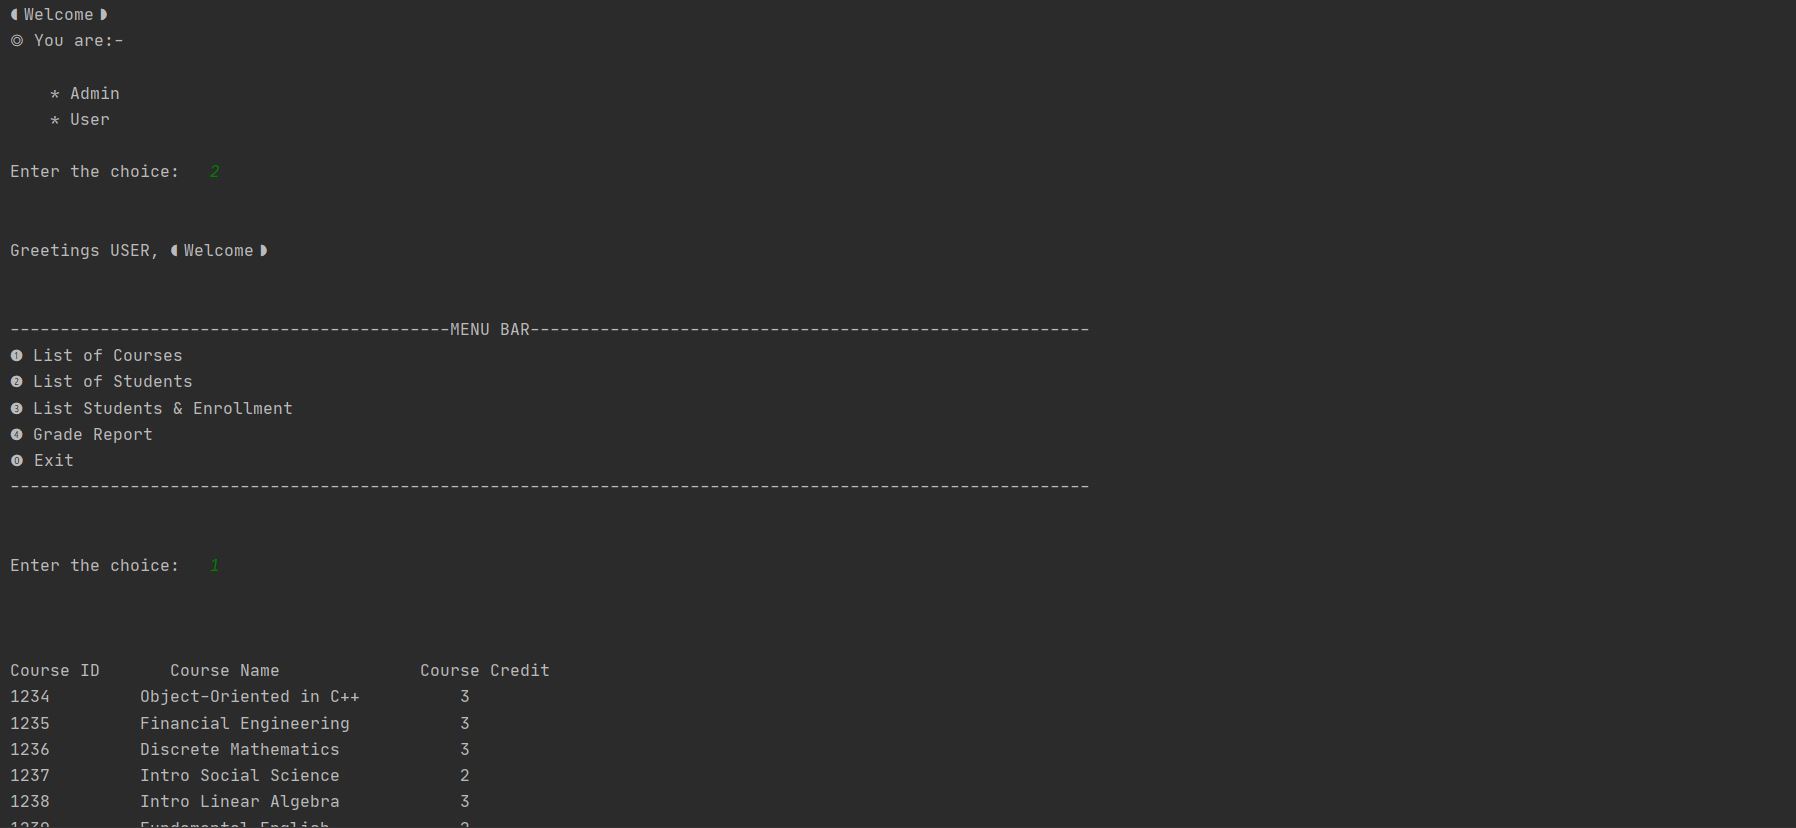 ◖Welcome◗
◎ You are:-
* Admin
* User
Enter the choice:   2
Greetings USER, ◖Welcome◗
--------------------------------------------MENU BAR--------------------------------------------------------
❶ List of Courses
❷ List of Students
❸ List Students & Enrollment
❹ Grade Report
⓿ Exit
------------------------------------------------------------------------------------------------------------
Enter the choice:   1
Course ID       Course Name              Course Credit
1234         Object-Oriented in C++          3
1235         Financial Engineering           3
1236         Discrete Mathematics            3
1237         Intro Social Science            2
1238         Intro Linear Algebra            3
1239         Fundamental English